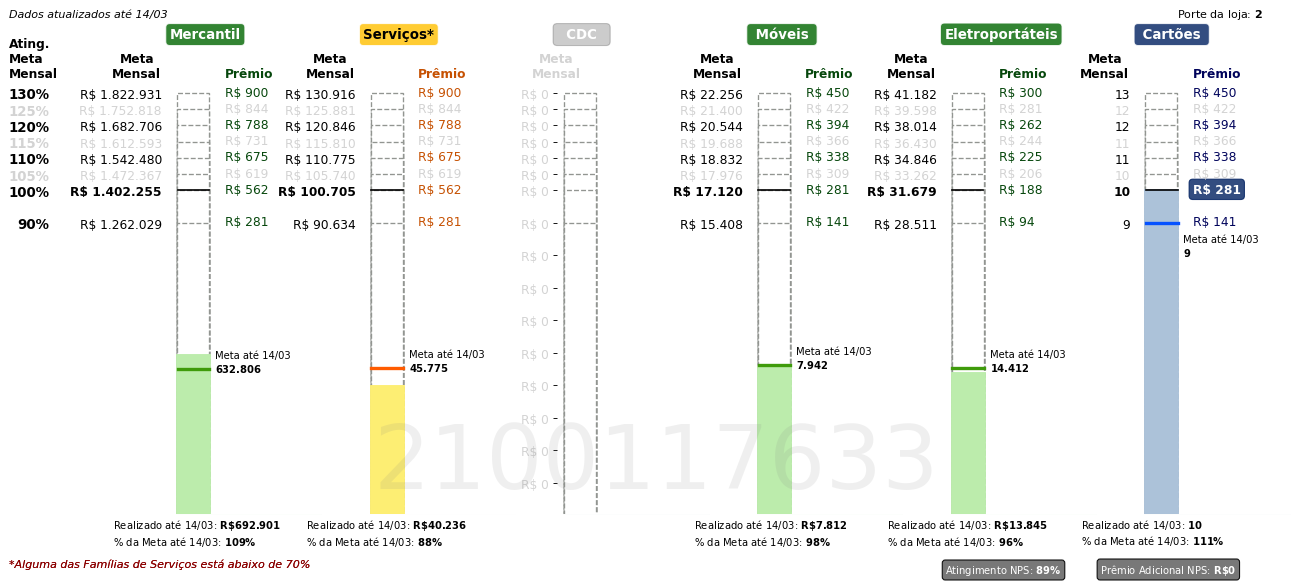 Dados atualizados até 14/03
Porte da loja: 2
Mercantil Serviços* CDC Móveis Eletroportáteis Cartões
Ating.
Meta
Mensal
Meta Mensal Prêmio Meta Mensal Prêmio Meta Mensal Meta Mensal Prêmio Meta Mensal Prêmio Meta Mensal Prêmio
130% R$ 1.822.931 R$ 900 R$ 130.916 R$ 900 R$ 0 R$ 22.256 R$ 450 R$ 41.182 R$ 300 13 R$ 450
125% R$ 1.752.818 R$ 844 R$ 125.881 R$ 844 R$ 0 R$ 21.400 R$ 422 R$ 39.598 R$ 281 12 R$ 422
120% R$ 1.682.706 R$ 788 R$ 120.846 R$ 788 R$ 0 R$ 20.544 R$ 394 R$ 38.014 R$ 262 12 R$ 394
115% R$ 1.612.593 R$ 731 R$ 115.810 R$ 731 R$ 0 R$ 19.688 R$ 366 R$ 36.430 R$ 244 11 R$ 366
110% R$ 1.542.480 R$ 675 R$ 110.775 R$ 675 R$ 0 R$ 18.832 R$ 338 R$ 34.846 R$ 225 11 R$ 338
105% R$ 1.472.367 R$ 619 R$ 105.740 R$ 619 R$ 0 R$ 17.976 R$ 309 R$ 33.262 R$ 206 10 R$ 309
100% R$ 1.402.255 R$ 562 R$ 100.705 R$ 562 R$ 0 R$ 17.120 R$ 281 R$ 31.679 R$ 188 10 R$ 281
90% R$ 1.262.029 R$ 281 R$ 90.634 R$ 281 R$ 0 R$ 15.408 R$ 141 R$ 28.511 R$ 94 9 R$ 141
Meta até 14/03
9
R$ 0
R$ 0
R$ 0
R$ 0
Meta até 14/03 Meta até 14/03 Meta até 14/03 Meta até 14/03
632.806 45.775 7.942 14.412
R$ 0
R$ 0
R$ 0
R$ 0
2100117633
Realizado até 14/03: R$692.901 Realizado até 14/03: R$40.236 Realizado até 14/03: R$7.812 Realizado até 14/03: R$13.845 Realizado até 14/03: 10
% da Meta até 14/03: 109% % da Meta até 14/03: 88% % da Meta até 14/03: 98% % da Meta até 14/03: 96% % da Meta até 14/03: 111%
*Alguma das Famílias de Serviços está abaixo de 70%
Atingimento NPS: 89% Prêmio Adicional NPS: R$0